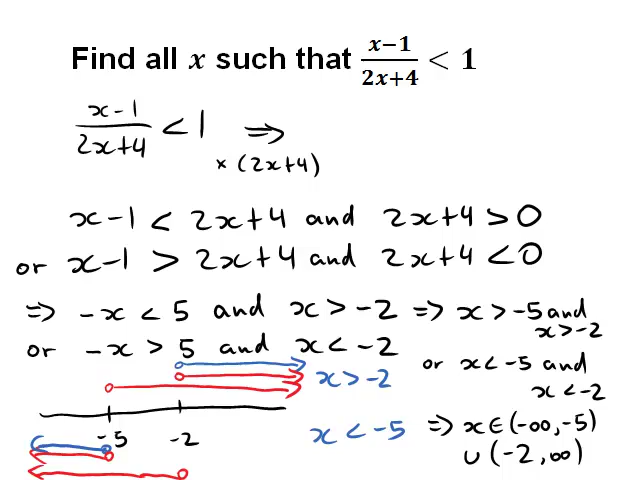 Find all x such that (x−1)/(2x+4) < 1
(x-1)/(2x+4) < 1 ⇒
× (2x+4)
x-1 < 2x+4 and 2x+4 > 0
or x-1 > 2x+4 and 2x+4 < 0
⇒ -x < 5 and x > -2 ⇒ x > -5 and
x > -2
or -x > 5 and x < -2
or x < -5 and
x < -2
x > -2
-5 -2
x < -5
⇒ x ∈ (-∞, -5)
∪ (-2, ∞)